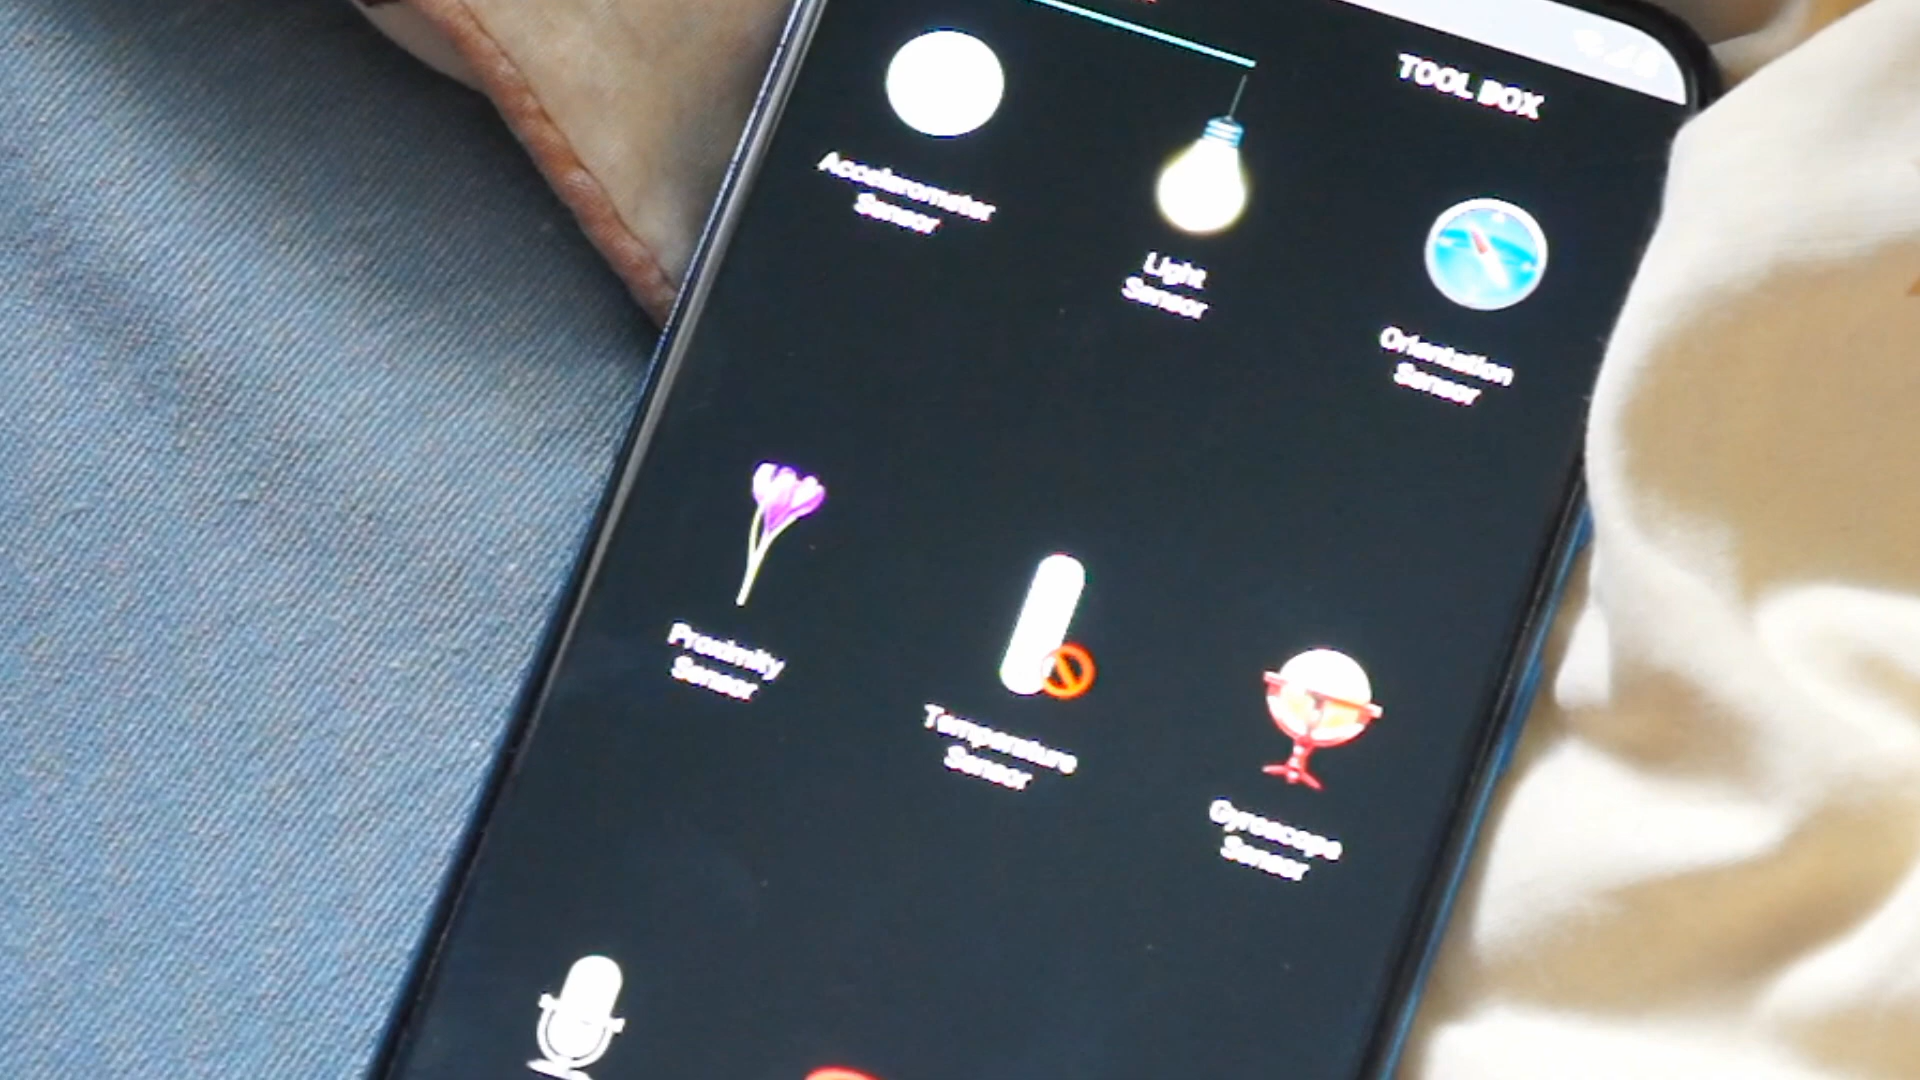 TOOL BOX
Accelerometer
Sensor
Light
Sensor
Orientation
Sensor
Proximity
Sensor
Temperature
Sensor
Gyroscope
Sensor